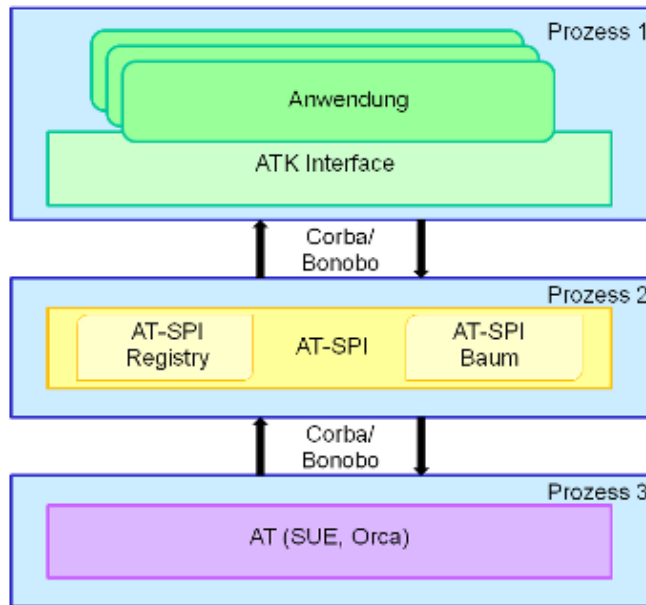 Prozess 1
Anwendung
ATK Interface
Corba/
Bonobo
Prozess 2
AT-SPI
Registry
AT-SPI
AT-SPI
Baum
Corba/
Bonobo
Prozess 3
AT (SUE, Orca)